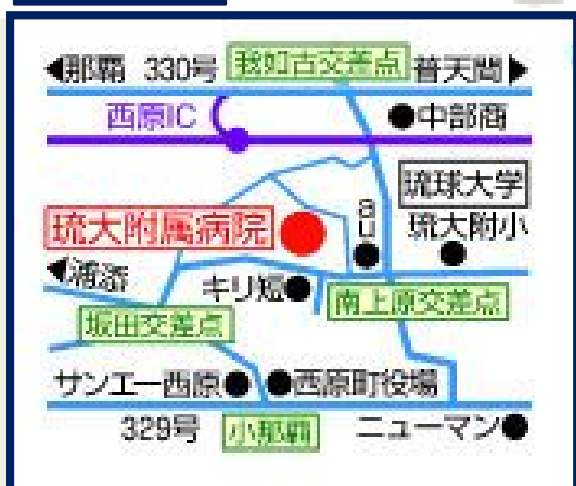 ◀那覇 330号 我如古交差点 普天間▶
西原IC ●中部商
琉球大学
琉大附属病院 au 琉大附小
◀浦添 キリ短● 南上原交差点
坂田交差点
サンエー西原● ●西原町役場
329号 小那覇 ニューマン●